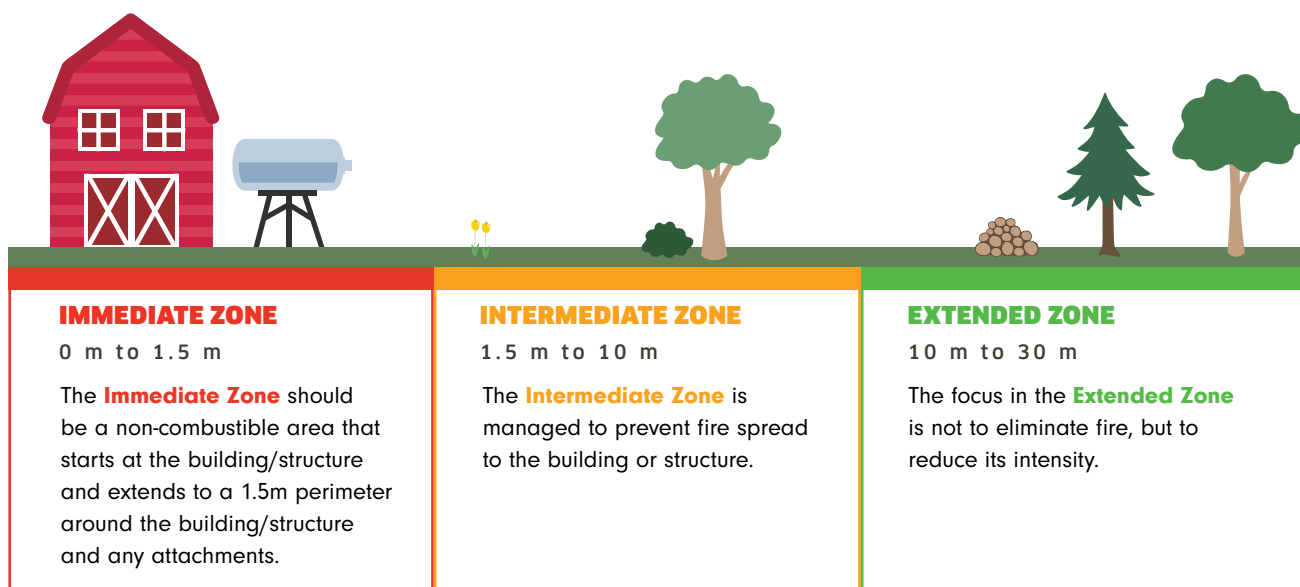 IMMEDIATE ZONE
0 m to 1.5 m
The Immediate Zone should
be a non-combustible area that
starts at the building/structure
and extends to a 1.5m perimeter
around the building/structure
and any attachments.
INTERMEDIATE ZONE
1.5 m to 10 m
The Intermediate Zone is
managed to prevent fire spread
to the building or structure.
EXTENDED ZONE
10 m to 30 m
The focus in the Extended Zone
is not to eliminate fire, but to
reduce its intensity.